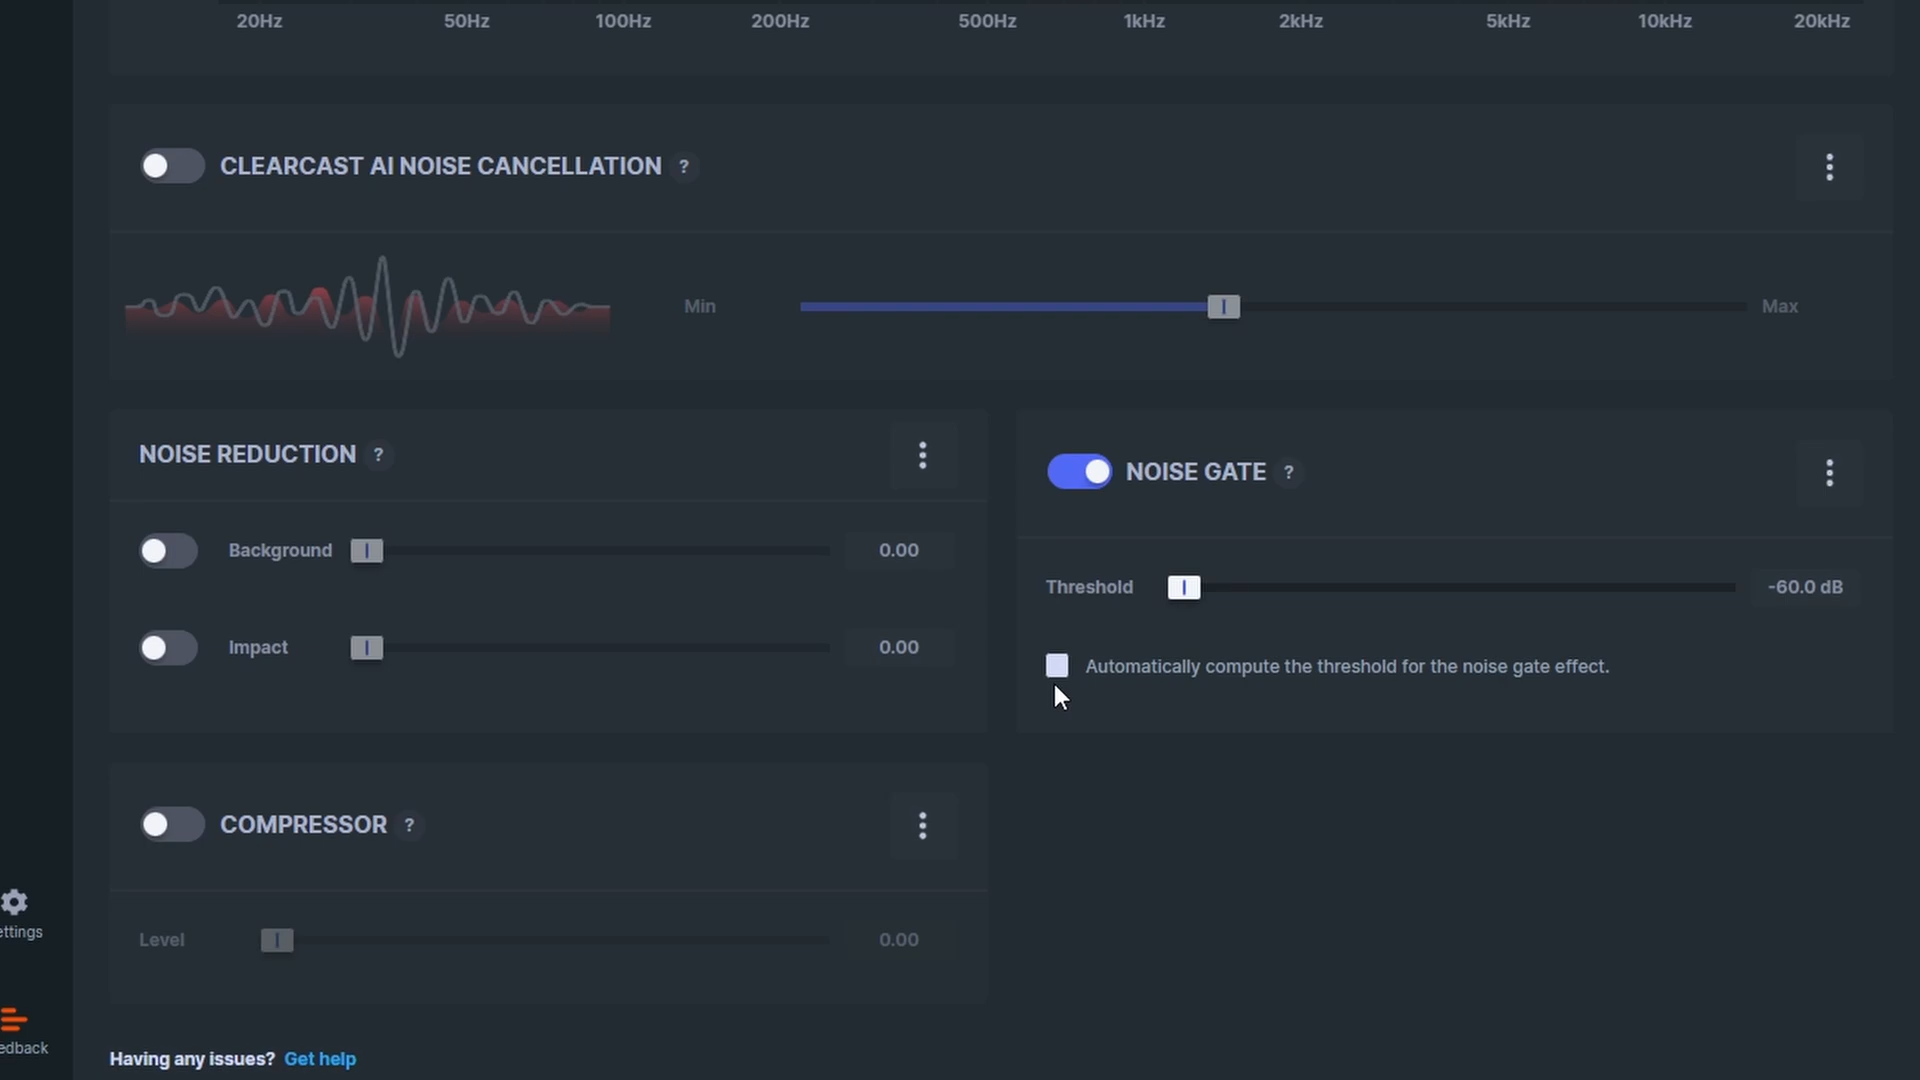 20Hz 50Hz 100Hz 200Hz 500Hz 1kHz 2kHz 5kHz 10kHz 20kHz
CLEARCAST AI NOISE CANCELLATION ?
Min Max
NOISE REDUCTION ?
NOISE GATE ?
Background 0.00
Threshold -60.0 dB
Impact 0.00
Automatically compute the threshold for the noise gate effect.
COMPRESSOR ?
ettings
Level 0.00
edback
Having any issues? Get help